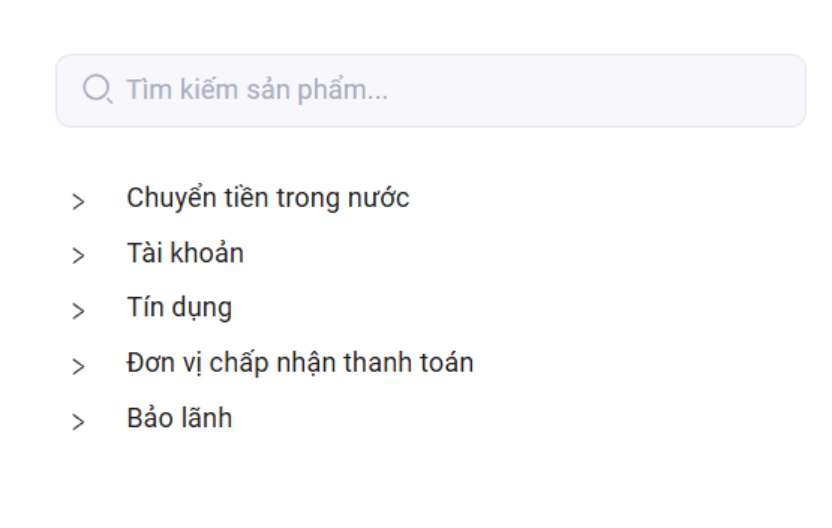 Tìm kiếm sản phẩm...
Chuyển tiền trong nước
Tài khoản
Tín dụng
Đơn vị chấp nhận thanh toán
Bảo lãnh